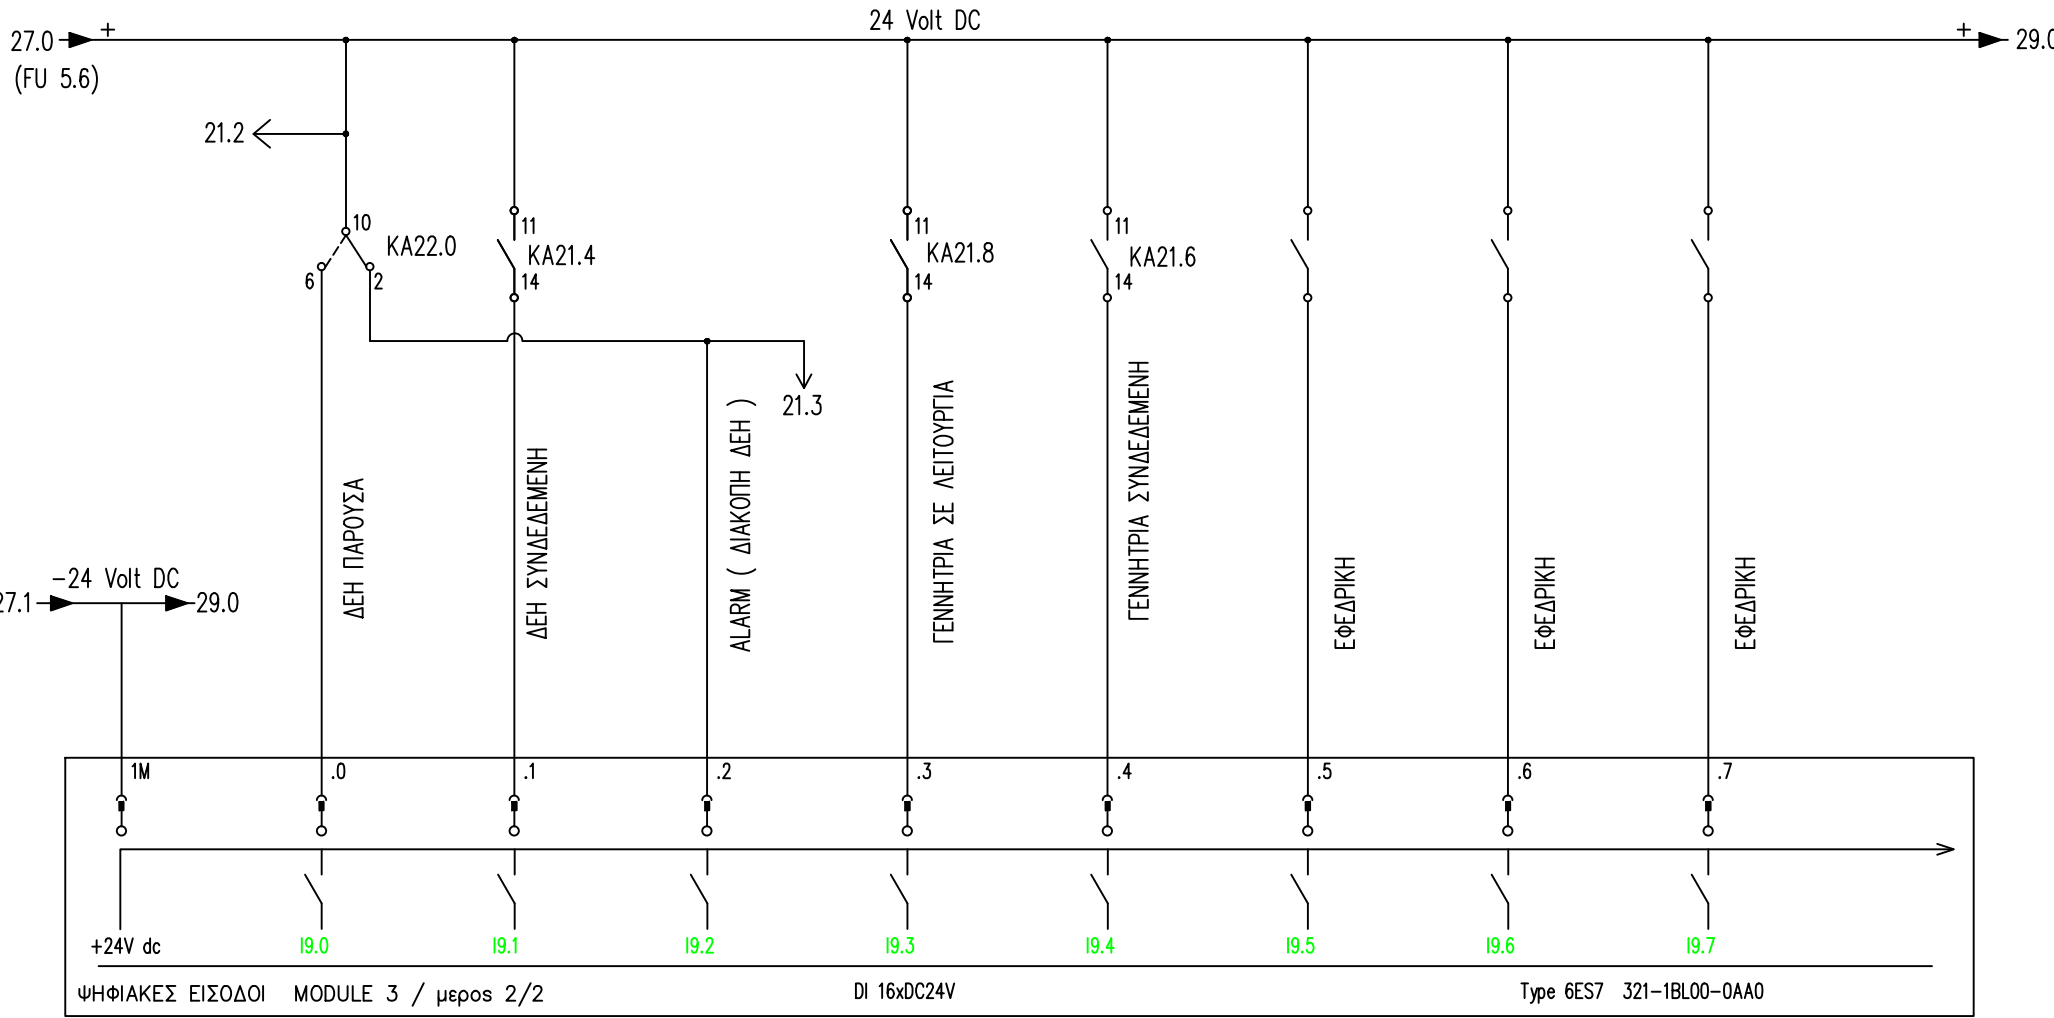 24 Volt DC
27.0 + + 29.0
(FU 5.6)
21.2
10
KA22.0
6 2
11
KA21.4
14
11
KA21.8
14
11
KA21.6
14
21.3
ΔΕΗ ΠΑΡΟΥΣΑ
ΔΕΗ ΣΥΝΔΕΔΕΜΕΝΗ
ALARM ( ΔΙΑΚΟΠΗ ΔΕΗ )
ΓΕΝΝΗΤΡΙΑ ΣΕ ΛΕΙΤΟΥΡΓΙΑ
ΓΕΝΝΗΤΡΙΑ ΣΥΝΔΕΔΕΜΕΝΗ
ΕΦΕΔΡΙΚΗ
ΕΦΕΔΡΙΚΗ
ΕΦΕΔΡΙΚΗ
-24 Volt DC
27.1 29.0
1M .0 .1 .2 .3 .4 .5 .6 .7
+24V dc I9.0 I9.1 I9.2 I9.3 I9.4 I9.5 I9.6 I9.7
ΨΗΦΙΑΚΕΣ ΕΙΣΟΔΟΙ MODULE 3 / μεροs 2/2 DI 16xDC24V Type 6ES7 321-1BL00-0AA0